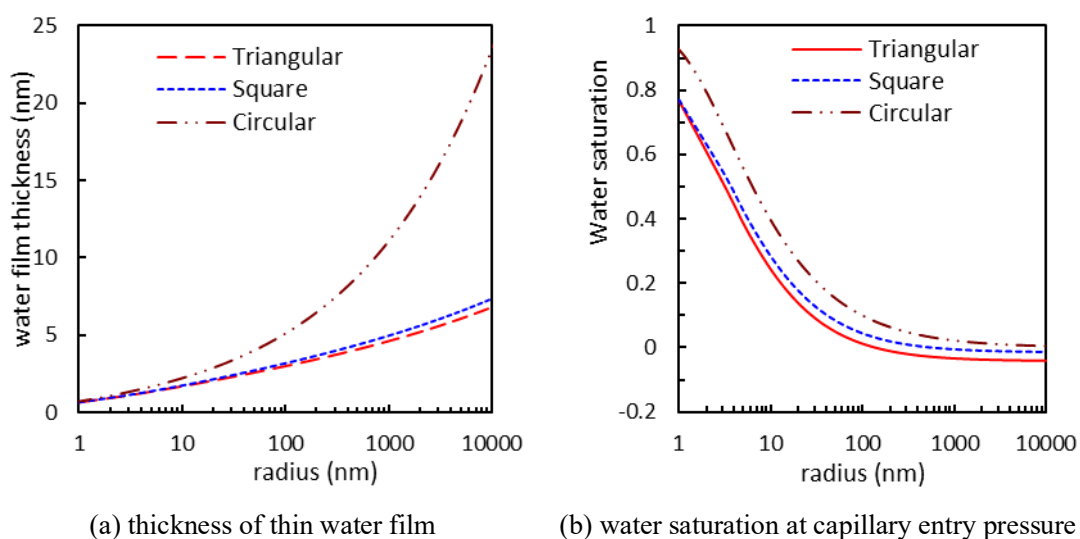 25
20
15
10
5
0
water film thickness (nm)
Triangular
Square
Circular
1 10 100 1000 10000
radius (nm)
(a) thickness of thin water film
1
0.8
0.6
0.4
0.2
0
-0.2
Water saturation
Triangular
Square
Circular
1 10 100 1000 10000
radius (nm)
(b) water saturation at capillary entry pressure